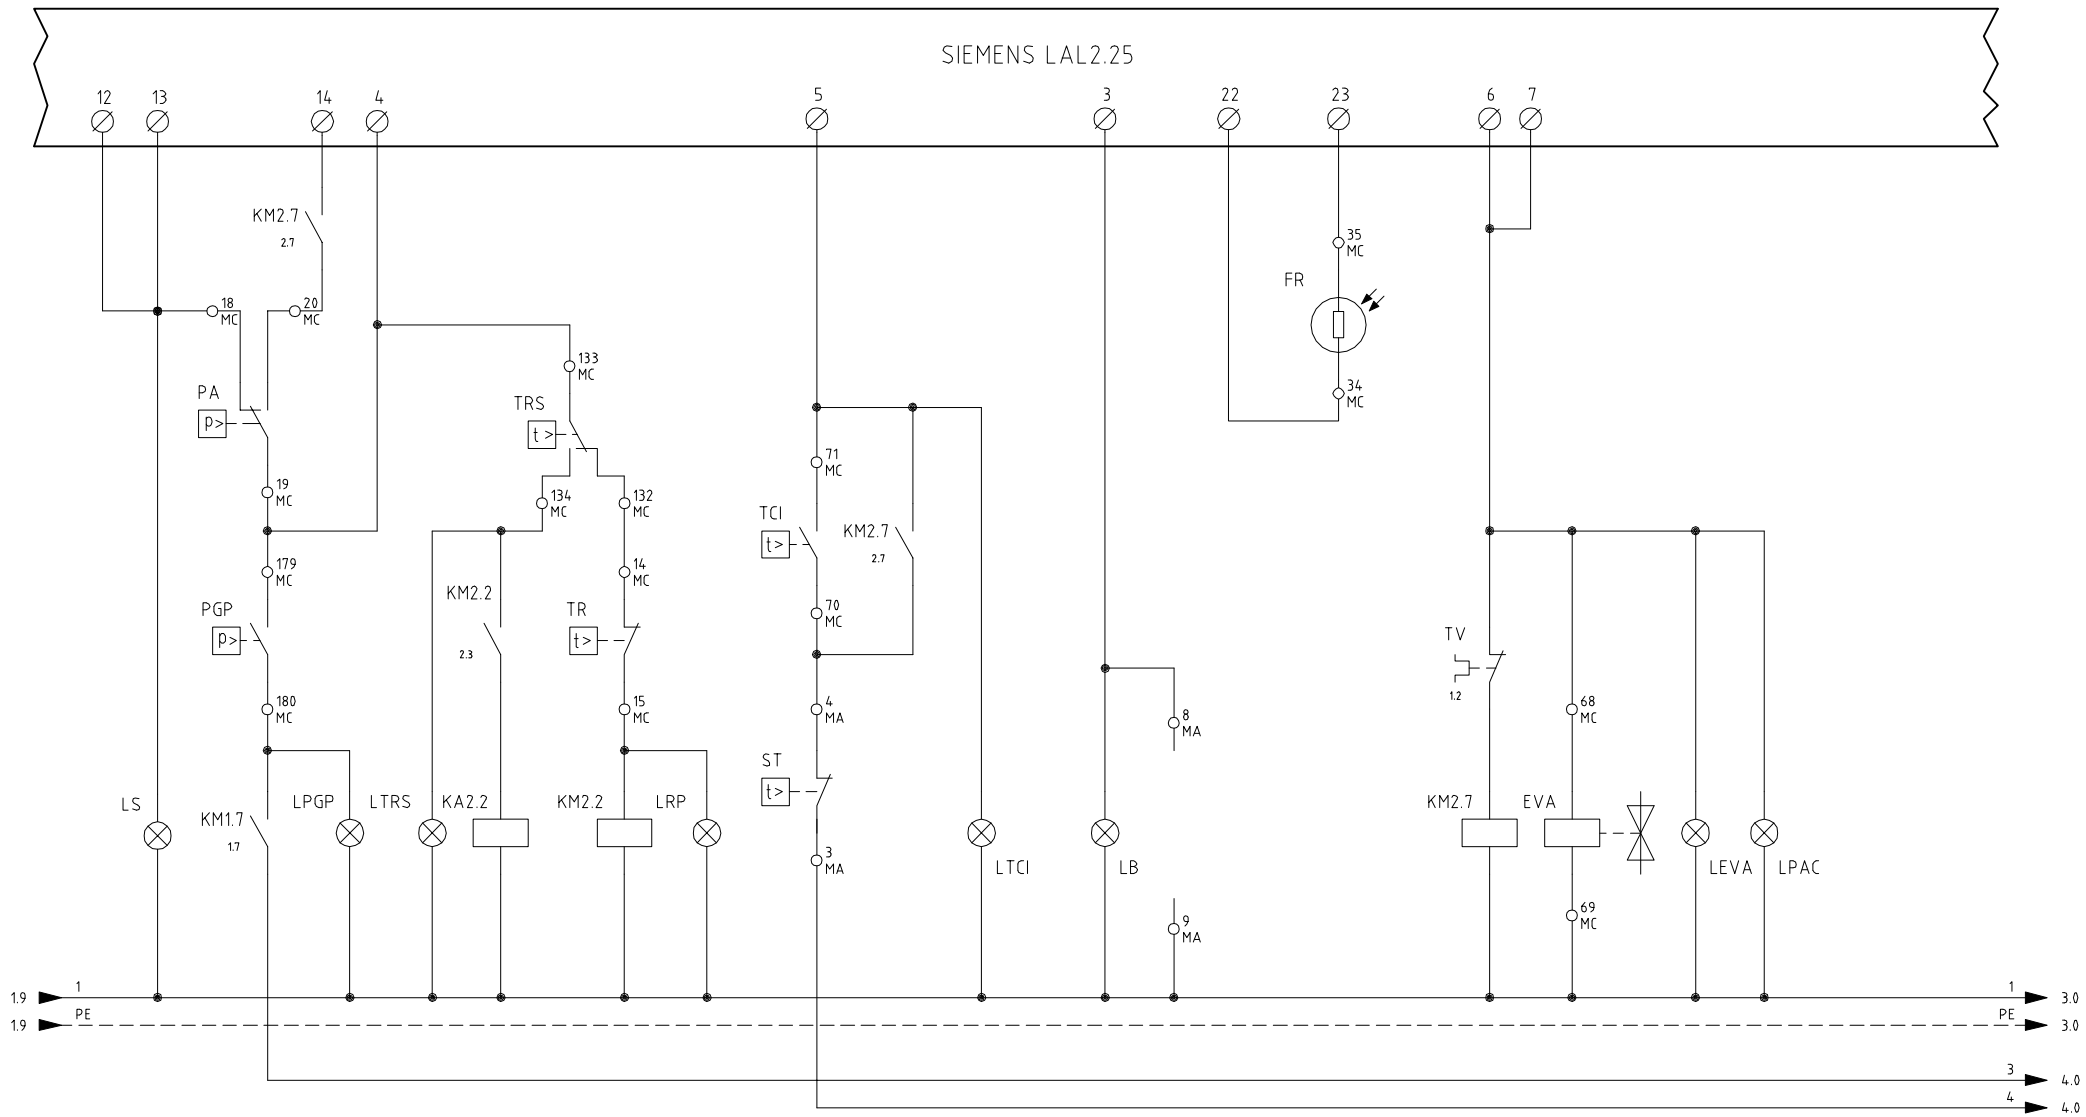 SIEMENS LAL2.25
12 13 14 4 5 3 22 23 6 7
KM2.7
2.7
35
MC
FR
18
MC
20
MC
133
MC
34
MC
PA
p>
TRS
t >
71
MC
19
MC
134
MC
132
MC
TCI
t>
KM2.7
2.7
179
MC
14
MC
KM2.2
2.3
PGP
p>
TR
t>
70
MC
TV
1.2
180
MC
15
MC
4
MA
8
MA
68
MC
ST
t>
LS
KM1.7
1.7
LPGP
LTRS
KA2.2
KM2.2
LRP
KM2.7
EVA
3
MA
LTCI
LB
LEVA
LPAC
69
MC
9
MA
1.9 1 1 3.0
1.9 PE PE 3.0
3 4.0
4 4.0